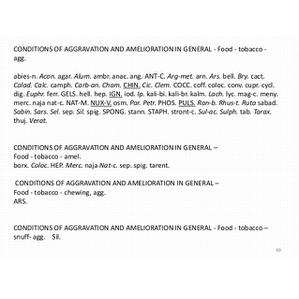 CONDITIONS OF AGGRAVATION AND AMELIORATION IN GENERAL - Food - tobacco -
agg.
abies-n. Acon. agar. Alum. ambr. anac. ang. ANT-C. Arg-met. arn. Ars. bell. Bry. cact.
Calad. Calc. camph. Carb-an. Cham. CHIN. Cic. Clem. COCC. coff. coloc. conv. cupr. cycl.
dig. Euphr. ferr. GELS. hell. hep. IGN. iod. Ip. kali-bi. kali-br. kalm. Lach. lyc. mag-c. meny.
merc. naja nat-c. NAT-M. NUX-V. osm. Par. Petr. PHOS. PULS. Ran-b. Rhus-t. Ruta sabad.
Sabin. Sars. Sel. sep. Sil. spig. SPONG. stann. STAPH. stront-c. Sul-ac. Sulph. tab. Tarax.
thuj. Verat.
CONDITIONS OF AGGRAVATION AND AMELIORATION IN GENERAL –
Food - tobacco - amel.
borx. Coloc. HEP. Merc. naja Nat-c. sep. spig. tarent.
CONDITIONS OF AGGRAVATION AND AMELIORATION IN GENERAL –
Food - tobacco - chewing, agg.
ARS.
CONDITIONS OF AGGRAVATION AND AMELIORATION IN GENERAL - Food - tobacco –
snuff- agg. Sil.